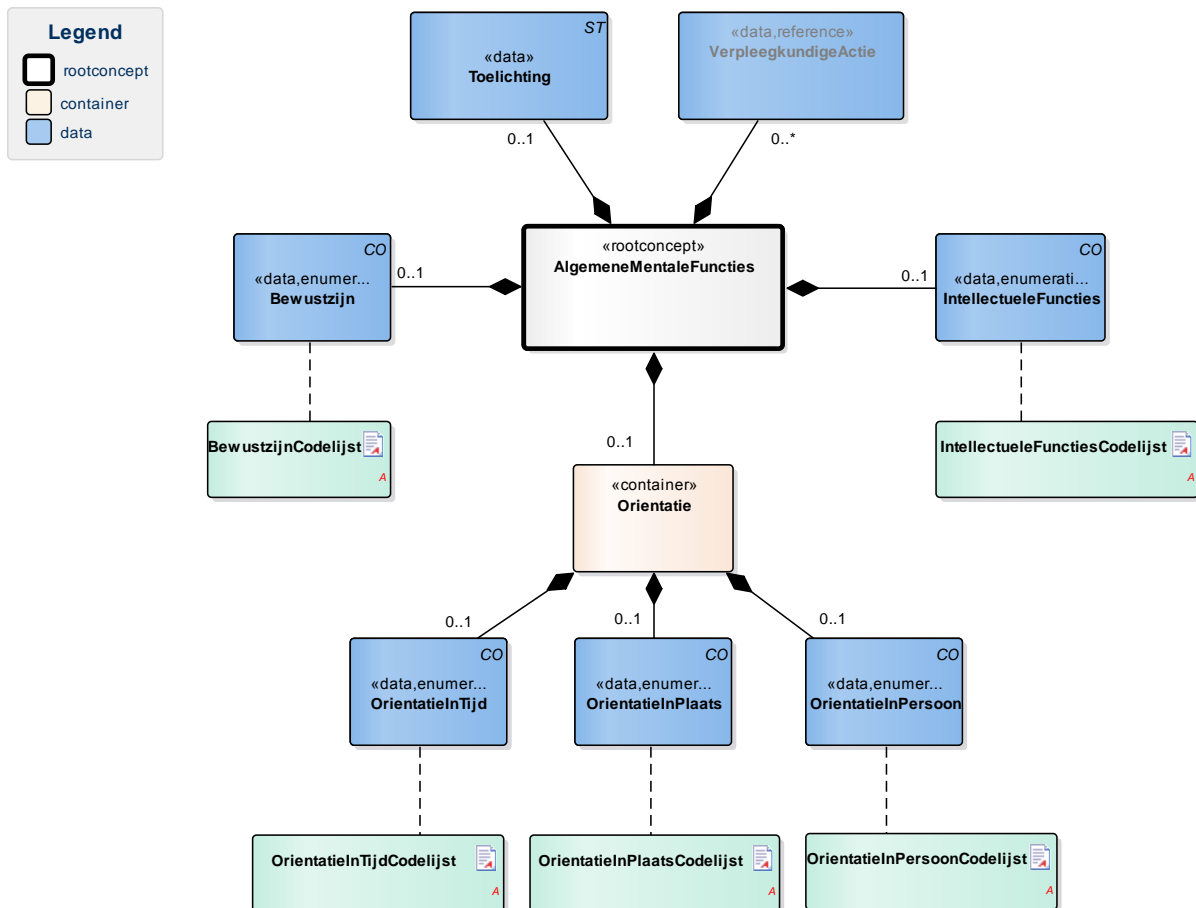 Legend
rootconcept
container
data
ST
«data»
Toelichting
0..1
«data,reference»
VerpleegkundigeActie
0..*
«rootconcept»
AlgemeneMentaleFuncties
CO
«data,enumer...
Bewustzijn
0..1
CO
«data,enumerati...
IntellectueleFuncties
0..1
BewustzijnCodelijst
A
IntellectueleFunctiesCodelijst
A
0..1
«container»
Orientatie
0..1
0..1
0..1
CO
«data,enumer...
OrientatieInTijd
CO
«data,enumer...
OrientatieInPlaats
CO
«data,enumer...
OrientatieInPersoon
OrientatieInTijdCodelijst
A
OrientatieInPlaatsCodelijst
A
OrientatieInPersoonCodelijst
A